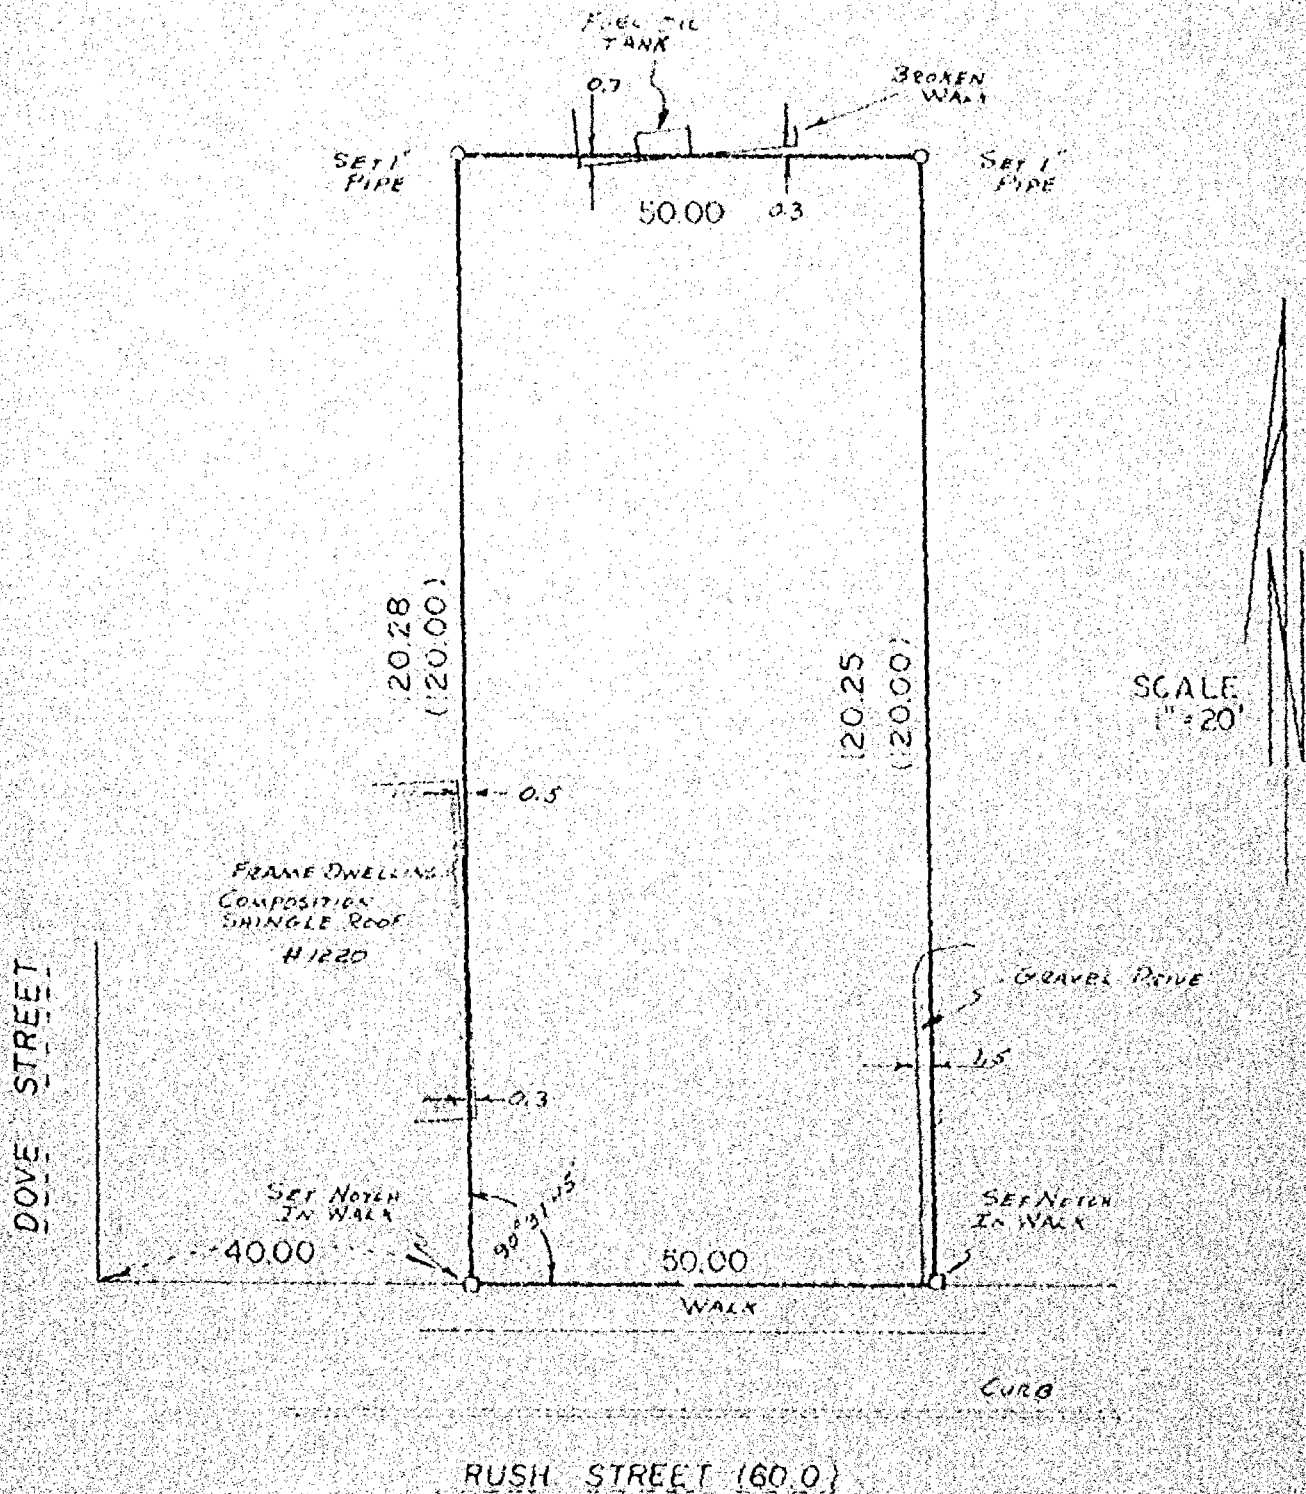 FUEL OIL
TANK
0.7
BROKEN
WALK
SET 1"
PIPE
SET 1"
PIPE
50.00
0.3
120.28
(120.00)
120.25
(120.00)
SCALE
1" = 20'
0.5
FRAME DWELLING
COMPOSITION
SHINGLE ROOF
#1220
DOVE STREET
GRAVEL DRIVE
1.5
0.3
SET NOTCH
IN WALK
SET NOTCH
IN WALK
40.00
50.00
WALK
CURB
RUSH STREET (60.0)